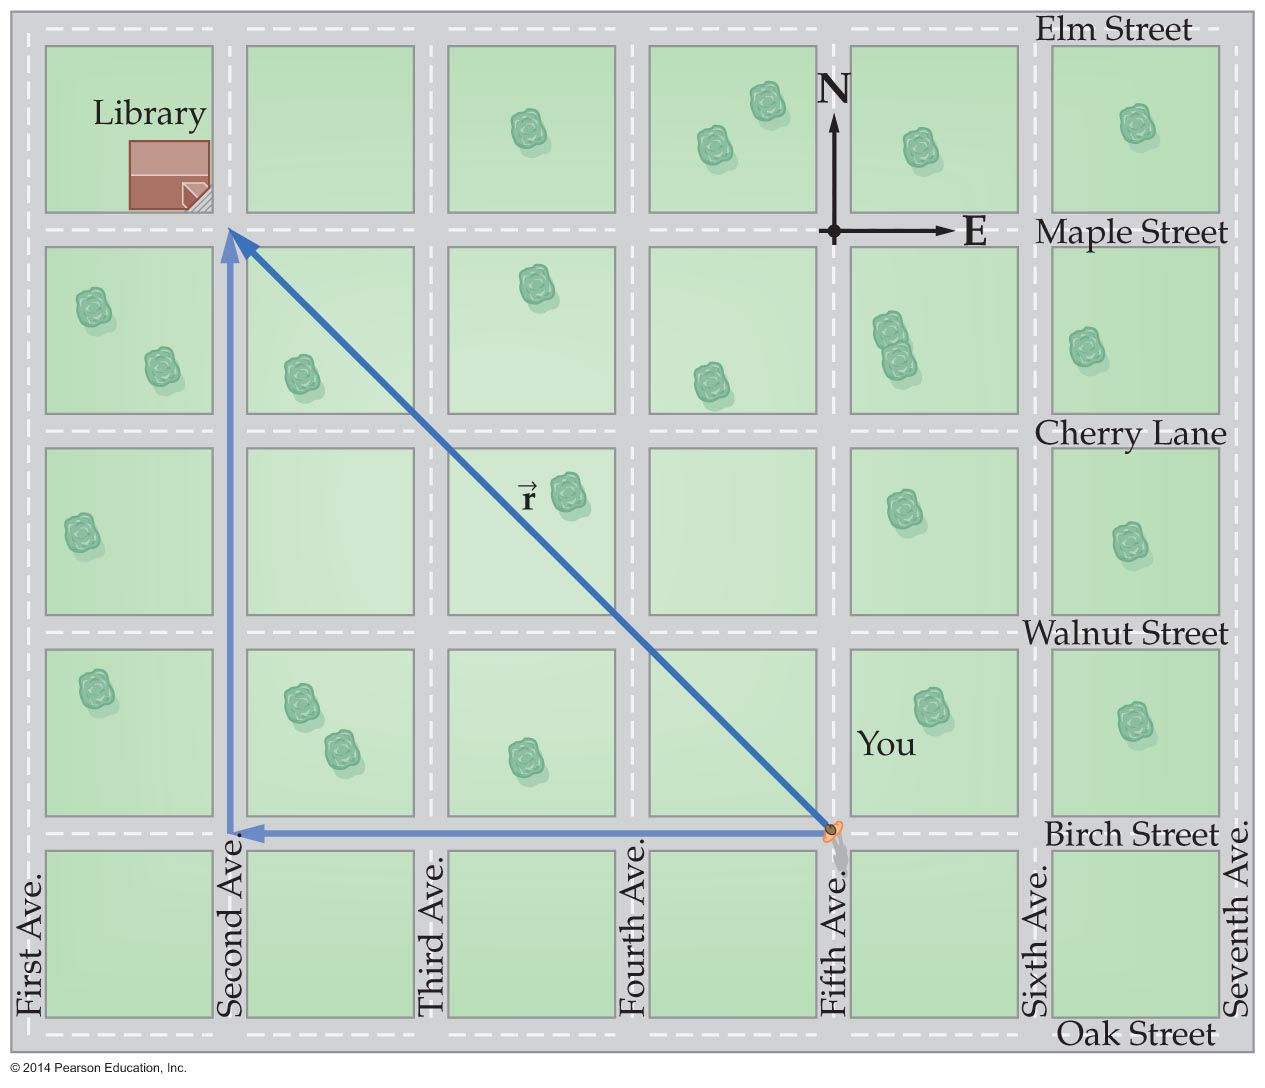 Elm Street
Library
N
E
Maple Street
Cherry Lane
r
Walnut Street
You
Birch Street
First Ave.
Second Ave.
Third Ave.
Fourth Ave.
Fifth Ave.
Sixth Ave.
Seventh Ave.
Oak Street
© 2014 Pearson Education, Inc.